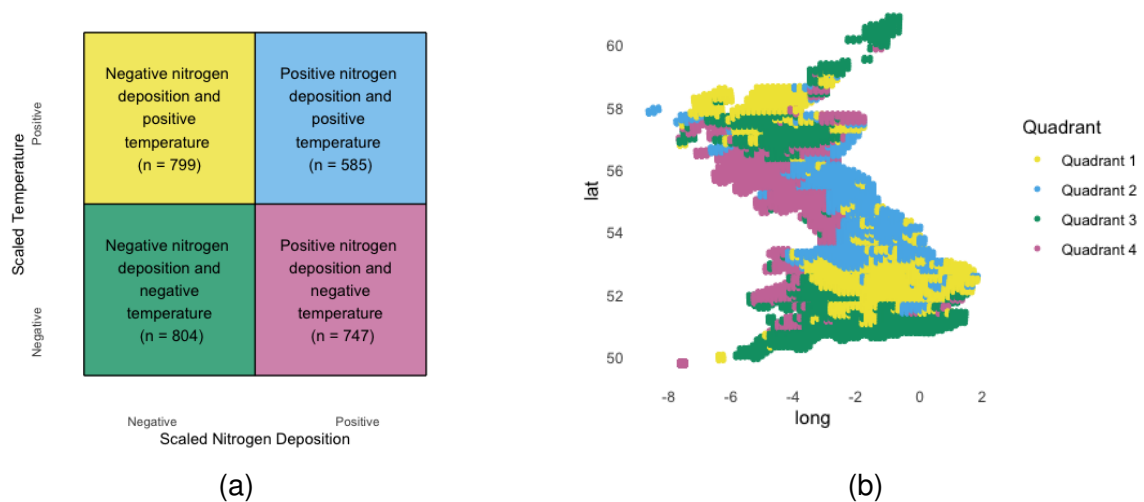 Scaled Temperature
Positive
Negative
Negative nitrogen
deposition and
positive
temperature
(n = 799)
Positive nitrogen
deposition and
positive
temperature
(n = 585)
Negative nitrogen
deposition and
negative
temperature
(n = 804)
Positive nitrogen
deposition and
negative
temperature
(n = 747)
Negative
Positive
Scaled Nitrogen Deposition
(a)
lat
60
58
56
54
52
50
-8
-6
-4
-2
0
2
long
Quadrant
Quadrant 1
Quadrant 2
Quadrant 3
Quadrant 4
(b)